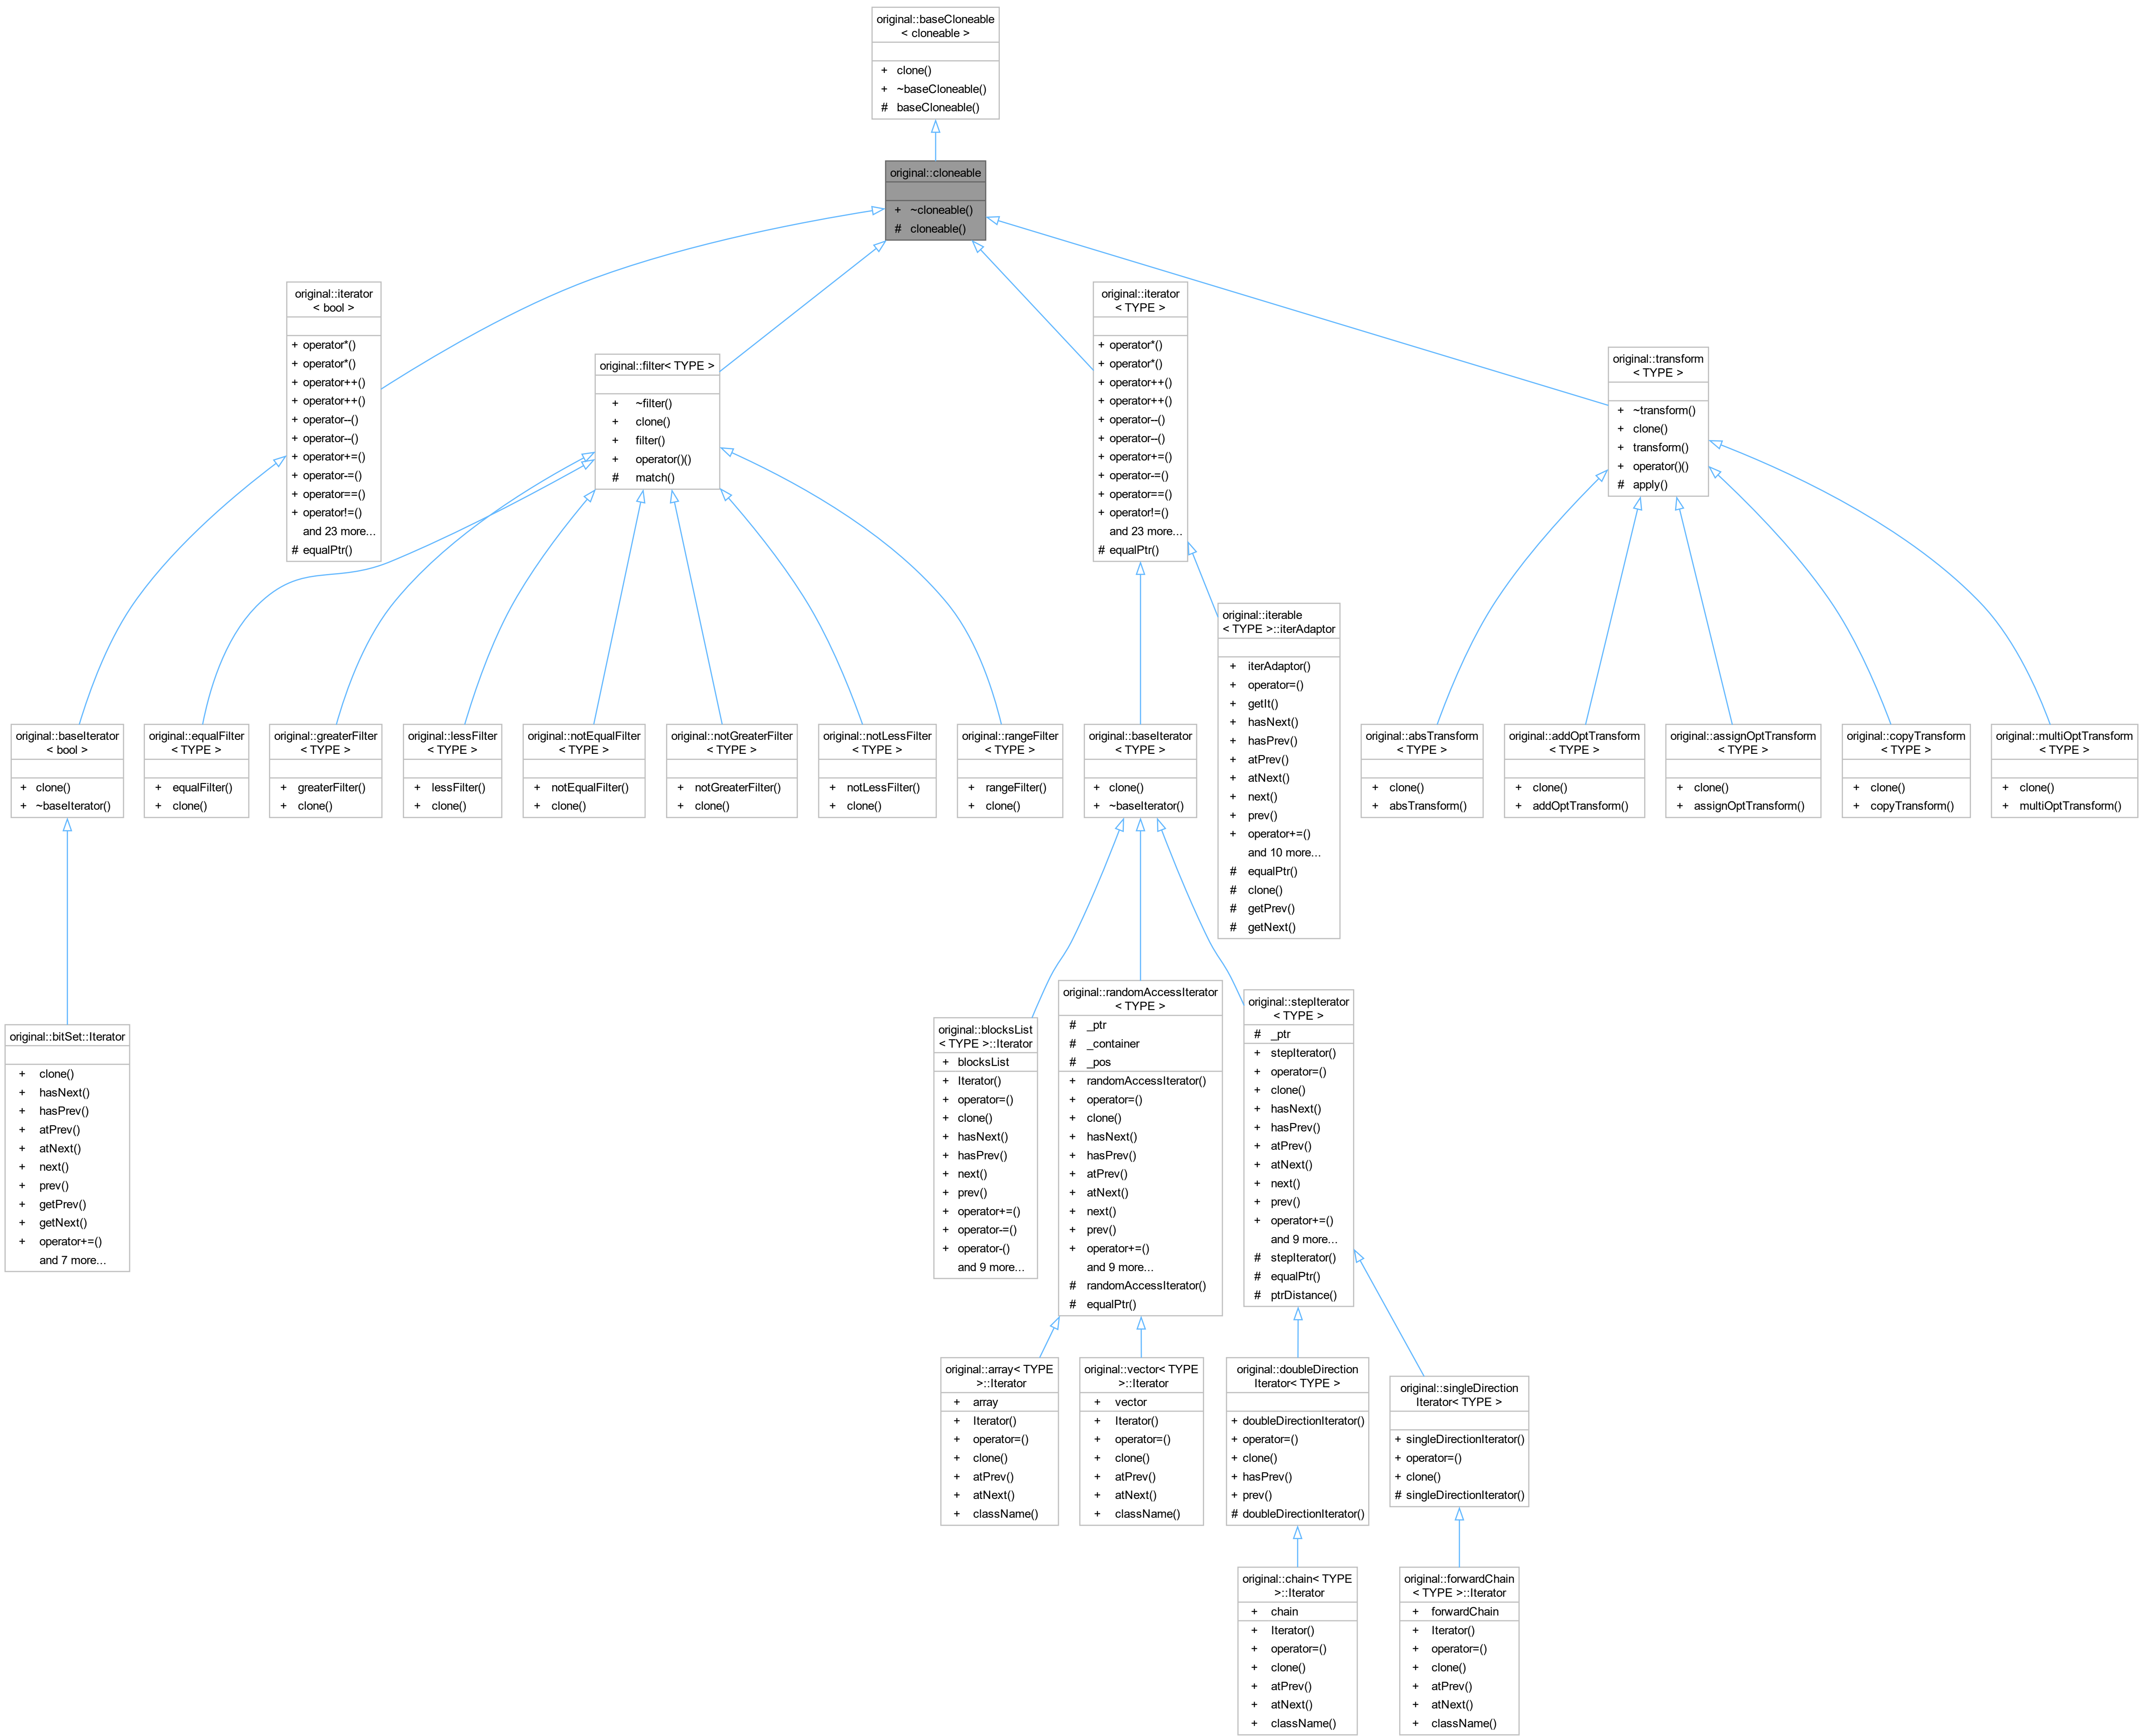 original::baseCloneable
< cloneable >
+ clone()
+ ~baseCloneable()
# baseCloneable()
original::cloneable
+ ~cloneable()
# cloneable()
original::iterator
< bool >
+ operator*()
+ operator*()
+ operator++()
+ operator++()
+ operator--()
+ operator--()
+ operator+=()
+ operator-=()
+ operator==()
+ operator!=()
and 23 more...
# equalPtr()
original::filter< TYPE >
+ ~filter()
+ clone()
+ filter()
+ operator()()
# match()
original::iterator
< TYPE >
+ operator*()
+ operator*()
+ operator++()
+ operator++()
+ operator--()
+ operator--()
+ operator+=()
+ operator-=()
+ operator==()
+ operator!=()
and 23 more...
# equalPtr()
original::transform
< TYPE >
+ ~transform()
+ clone()
+ transform()
+ operator()()
# apply()
original::iterable
< TYPE >::iterAdaptor
+ iterAdaptor()
+ operator=()
+ getIt()
+ hasNext()
+ hasPrev()
+ atPrev()
+ atNext()
+ next()
+ prev()
+ operator+=()
and 10 more...
# equalPtr()
# clone()
# getPrev()
# getNext()
original::baseIterator
< bool >
+ clone()
+ ~baseIterator()
original::equalFilter
< TYPE >
+ equalFilter()
+ clone()
original::greaterFilter
< TYPE >
+ greaterFilter()
+ clone()
original::lessFilter
< TYPE >
+ lessFilter()
+ clone()
original::notEqualFilter
< TYPE >
+ notEqualFilter()
+ clone()
original::notGreaterFilter
< TYPE >
+ notGreaterFilter()
+ clone()
original::notLessFilter
< TYPE >
+ notLessFilter()
+ clone()
original::rangeFilter
< TYPE >
+ rangeFilter()
+ clone()
original::baseIterator
< TYPE >
+ clone()
+ ~baseIterator()
original::absTransform
< TYPE >
+ clone()
+ absTransform()
original::addOptTransform
< TYPE >
+ clone()
+ addOptTransform()
original::assignOptTransform
< TYPE >
+ clone()
+ assignOptTransform()
original::copyTransform
< TYPE >
+ clone()
+ copyTransform()
original::multiOptTransform
< TYPE >
+ clone()
+ multiOptTransform()
original::bitSet::Iterator
+ clone()
+ hasNext()
+ hasPrev()
+ atPrev()
+ atNext()
+ next()
+ prev()
+ getPrev()
+ getNext()
+ operator+=()
and 7 more...
original::blocksList
< TYPE >::Iterator
+ blocksList
+ Iterator()
+ operator=()
+ clone()
+ hasNext()
+ hasPrev()
+ next()
+ prev()
+ operator+=()
+ operator-=()
+ operator-()
and 9 more...
original::randomAccessIterator
< TYPE >
# _ptr
# _container
# _pos
+ randomAccessIterator()
+ operator=()
+ clone()
+ hasNext()
+ hasPrev()
+ atPrev()
+ atNext()
+ next()
+ prev()
+ operator+=()
and 9 more...
# randomAccessIterator()
# equalPtr()
original::stepIterator
< TYPE >
# _ptr
+ stepIterator()
+ operator=()
+ clone()
+ hasNext()
+ hasPrev()
+ atPrev()
+ atNext()
+ next()
+ prev()
+ operator+=()
and 9 more...
# stepIterator()
# equalPtr()
# ptrDistance()
original::array< TYPE
>::Iterator
+ array
+ Iterator()
+ operator=()
+ clone()
+ atPrev()
+ atNext()
+ className()
original::vector< TYPE
>::Iterator
+ vector
+ Iterator()
+ operator=()
+ clone()
+ atPrev()
+ atNext()
+ className()
original::doubleDirection
Iterator< TYPE >
+ doubleDirectionIterator()
+ operator=()
+ clone()
+ hasPrev()
+ prev()
# doubleDirectionIterator()
original::singleDirection
Iterator< TYPE >
+ singleDirectionIterator()
+ operator=()
+ clone()
# singleDirectionIterator()
original::chain< TYPE
>::Iterator
+ chain
+ Iterator()
+ operator=()
+ clone()
+ atPrev()
+ atNext()
+ className()
original::forwardChain
< TYPE >::Iterator
+ forwardChain
+ Iterator()
+ operator=()
+ clone()
+ atPrev()
+ atNext()
+ className()